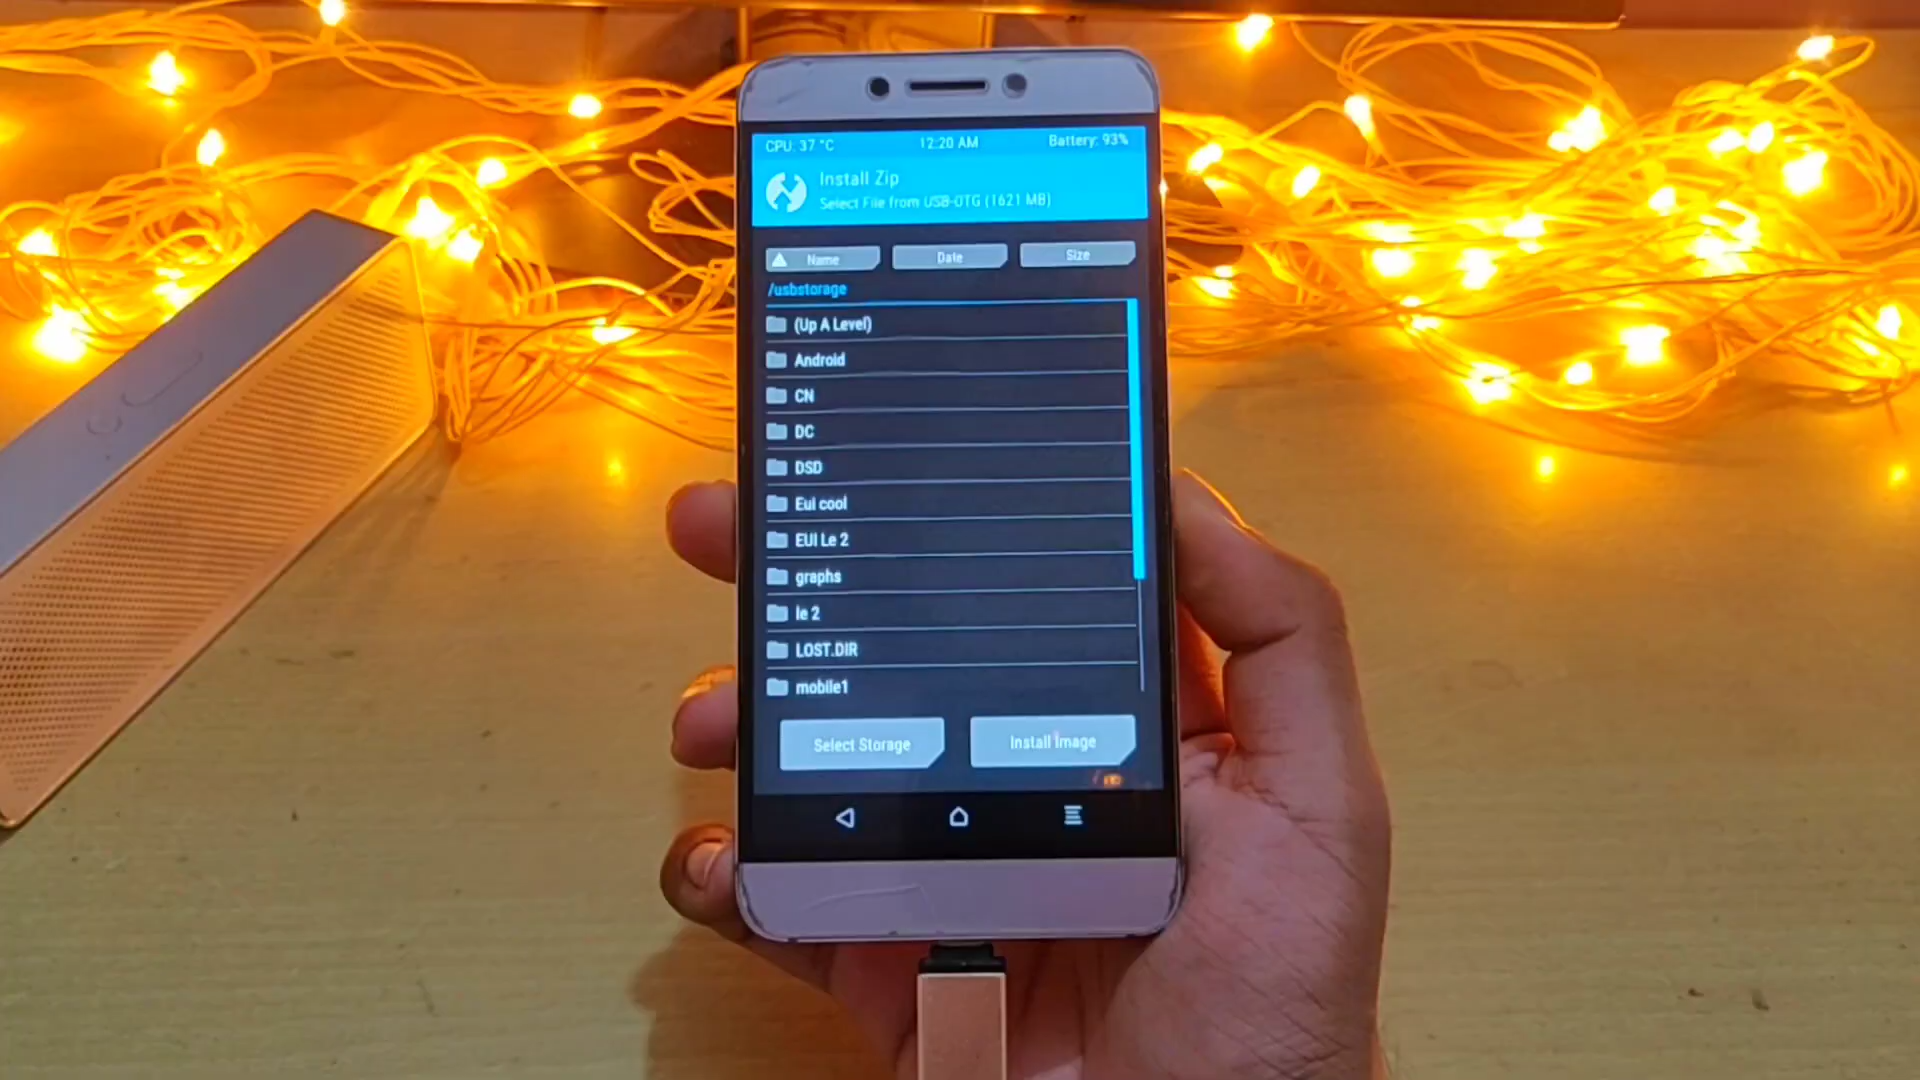 CPU: 37 °C 12:20 AM Battery: 93%
Install Zip
Select File from USB-OTG (1621 MB)
Name Date Size
/usbstorage
(Up A Level)
Android
CN
DC
DSD
Eui cool
EUI Le 2
graphs
le 2
LOST.DIR
mobile1
Select Storage Install Image